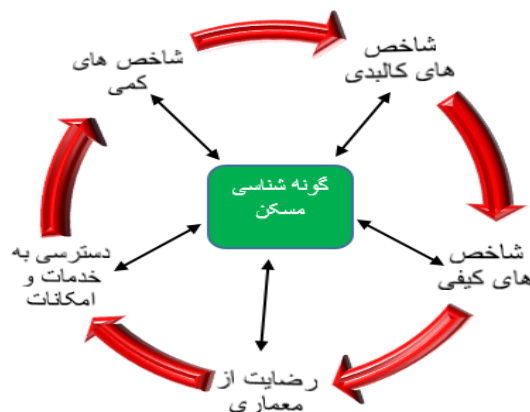 شاخص های
کمی
شاخص
های کالبدی
گونه شناسی
مسکن
دسترسی به
خدمات و
امکانات
شاخص
های کیفی
رضایت از
معماری